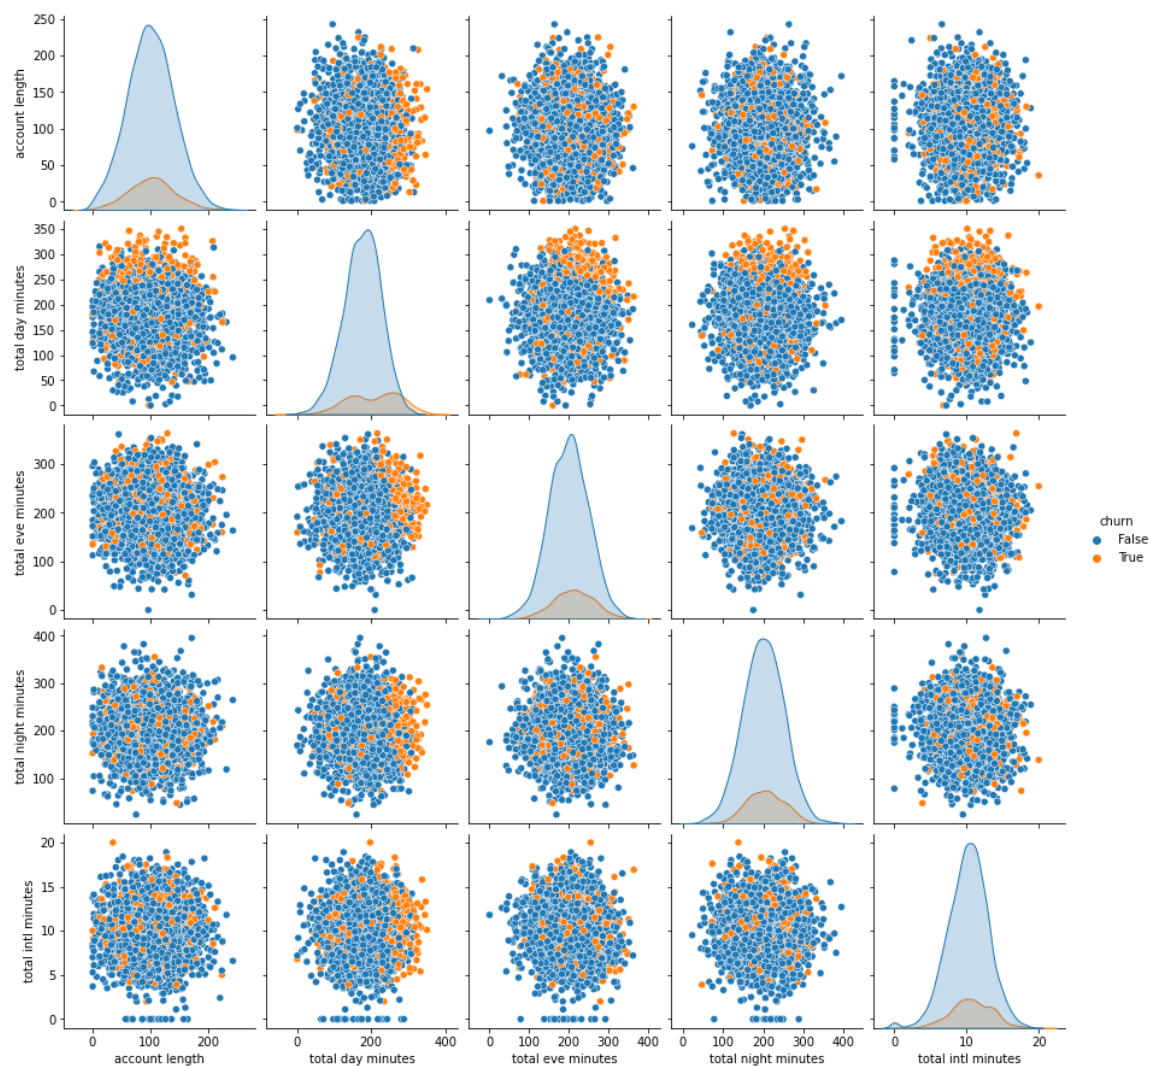 250
200
150
100
50
0
account length
350
300
250
200
150
100
50
0
total day minutes
300
200
100
0
total eve minutes
churn
False
True
400
300
200
100
total night minutes
20
15
10
5
0
total intl minutes
0 100 200
0 200 400
0 100 200 300 400
0 200 400
0 10 20
account length
total day minutes
total eve minutes
total night minutes
total intl minutes